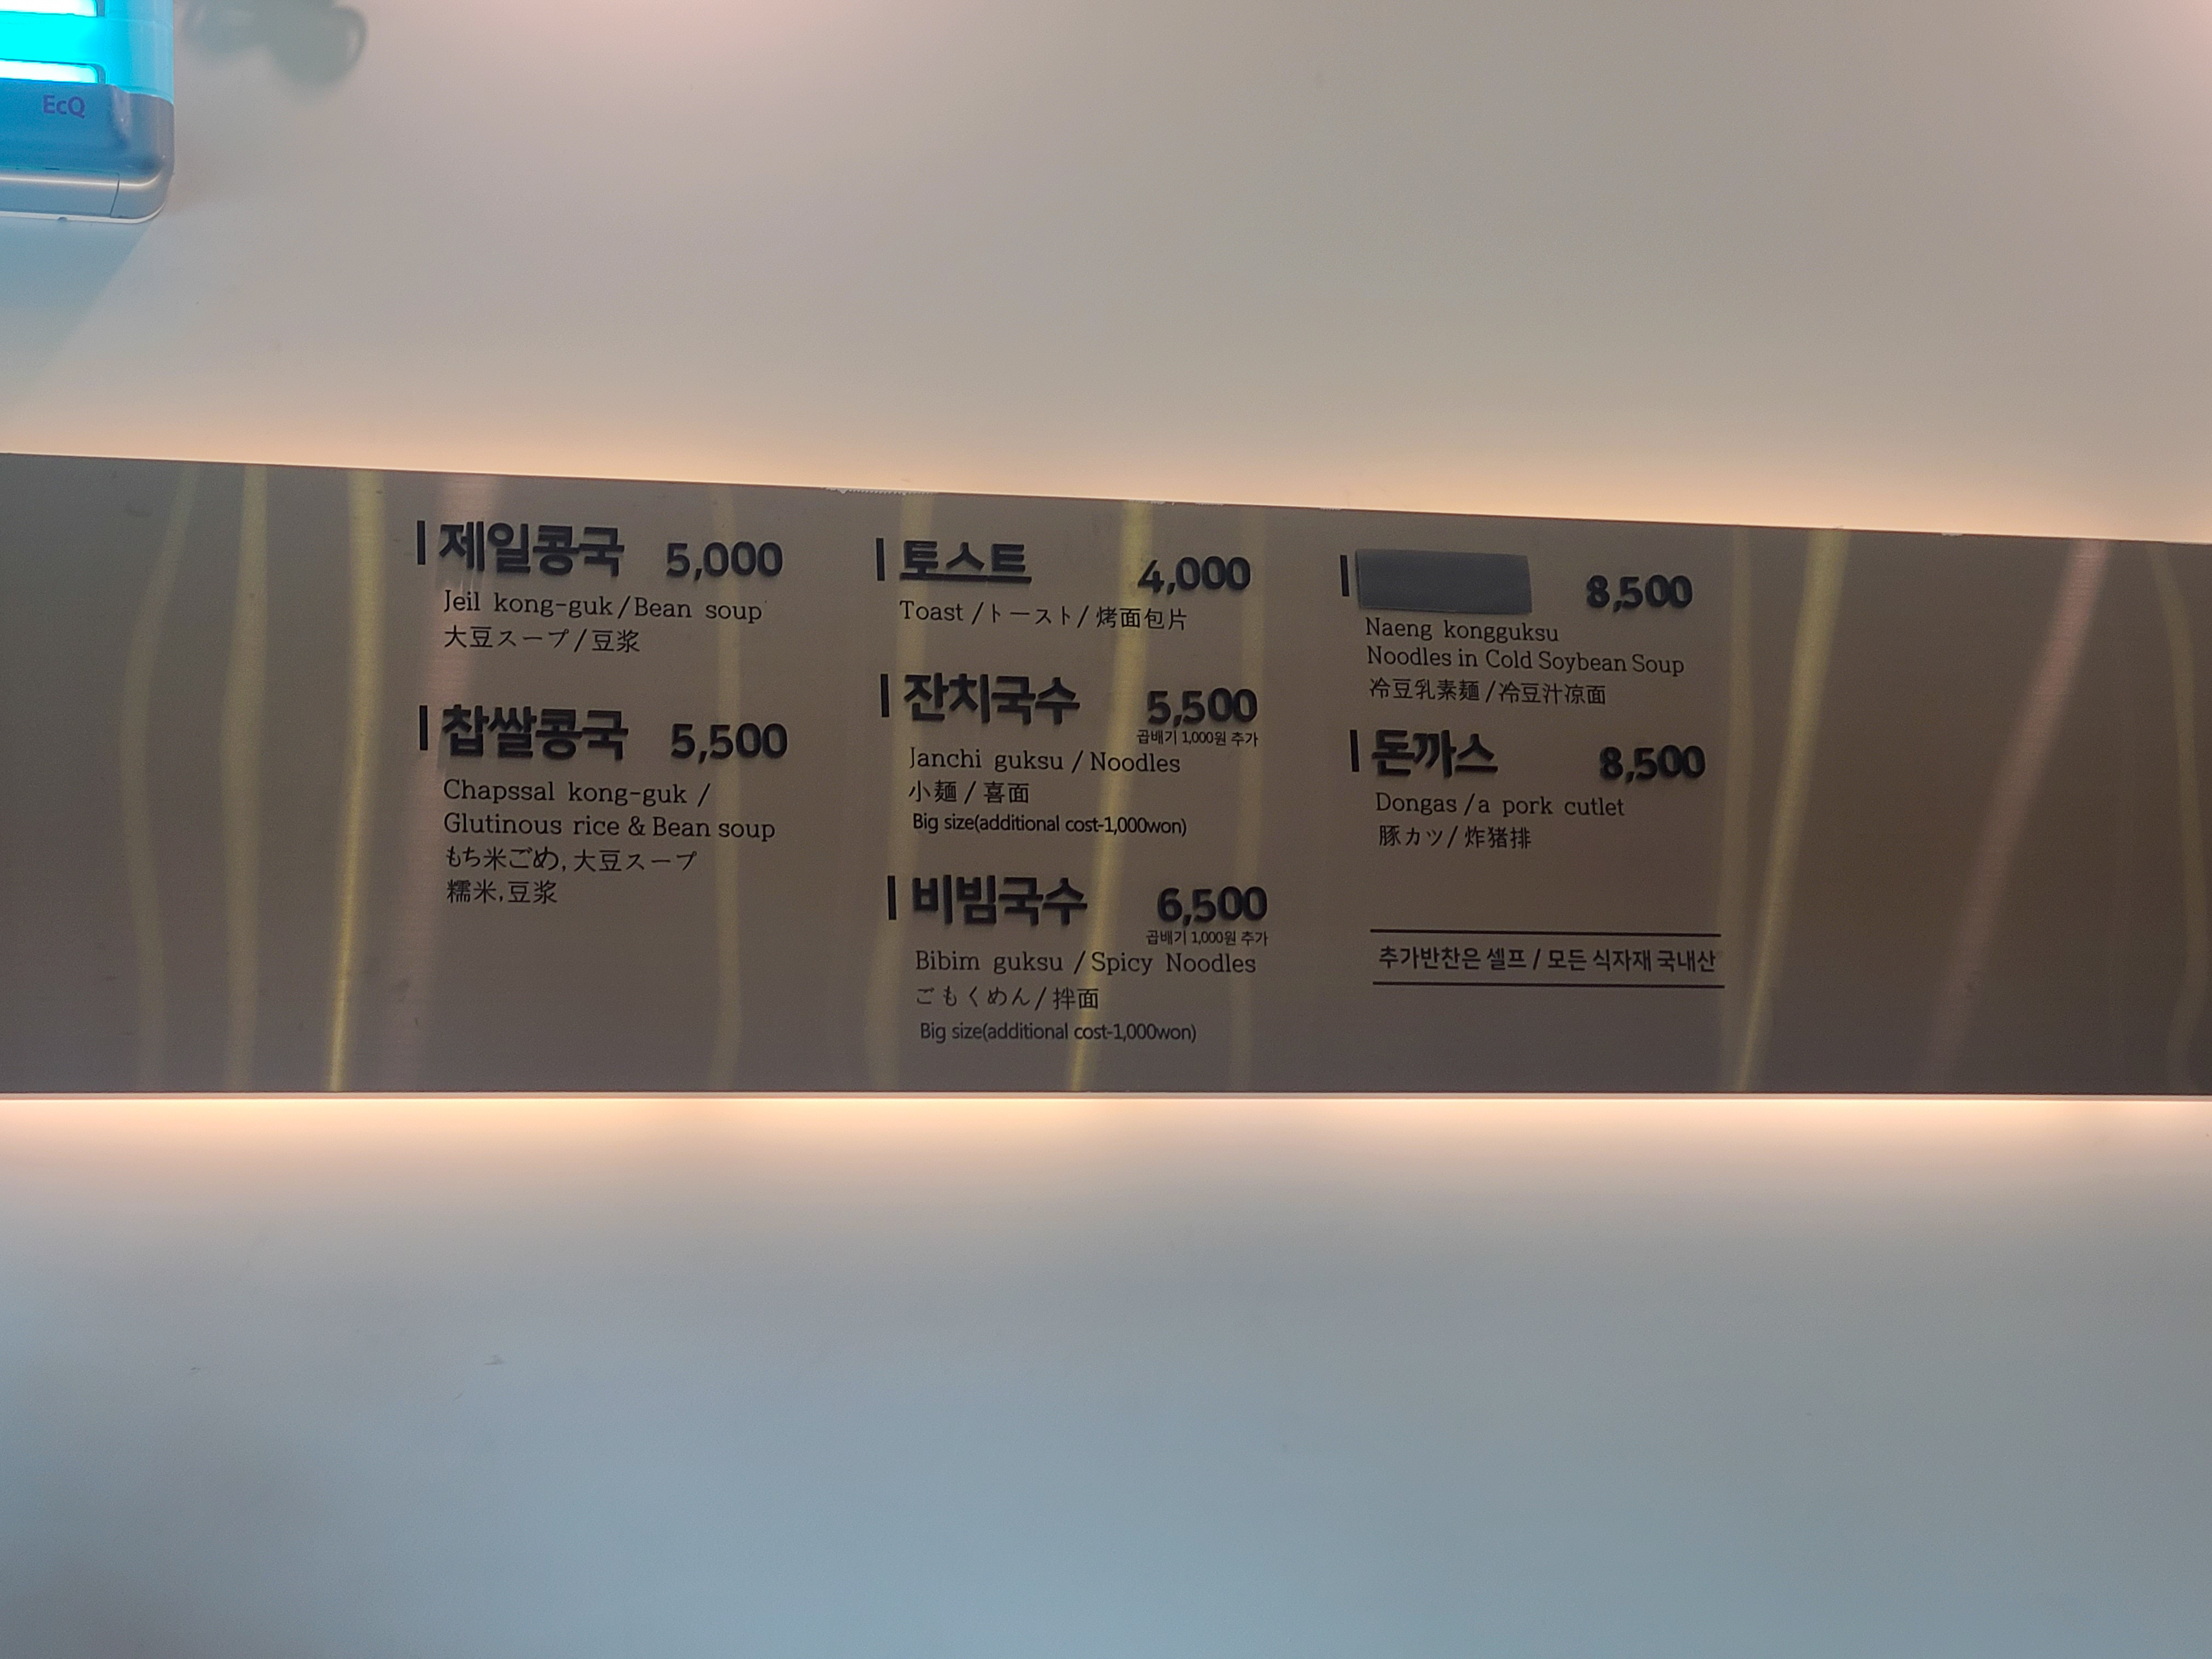 EcQ
제일콩국 5,000
Jeil kong-guk/Bean soup
大豆スープ/豆浆
찹쌀콩국 5,500
Chapssal kong-guk /
Glutinous rice & Bean soup
もち米ごめ,大豆スープ
糯米,豆浆
토스트 4,000
Toast /トースト/ 烤面包片
잔치국수 5,500
곱배기 1,000원 추가
Janchi guksu / Noodles
小麺 / 喜面
Big size(additional cost-1,000won)
비빔국수 6,500
곱배기 1,000원 추가
Bibim guksu /Spicy Noodles
ごもくめん/ 拌面
Big size(additional cost-1,000won)
8,500
Naeng kongguksu
Noodles in Cold Soybean Soup
冷豆乳素麺 /冷豆汁凉面
돈까스 8,500
Dongas /a pork cutlet
豚カツ/ 炸猪排
추가반찬은 셀프 / 모든 식자재 국내산